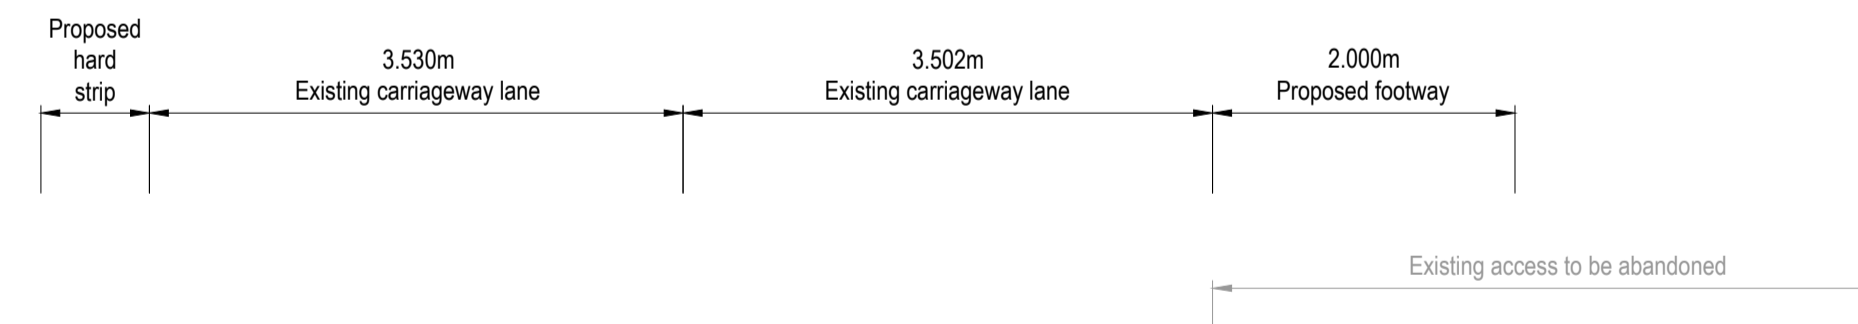 Proposed
hard
strip
3.530m
Existing carriageway lane
3.502m
Existing carriageway lane
2.000m
Proposed footway
Existing access to be abandoned